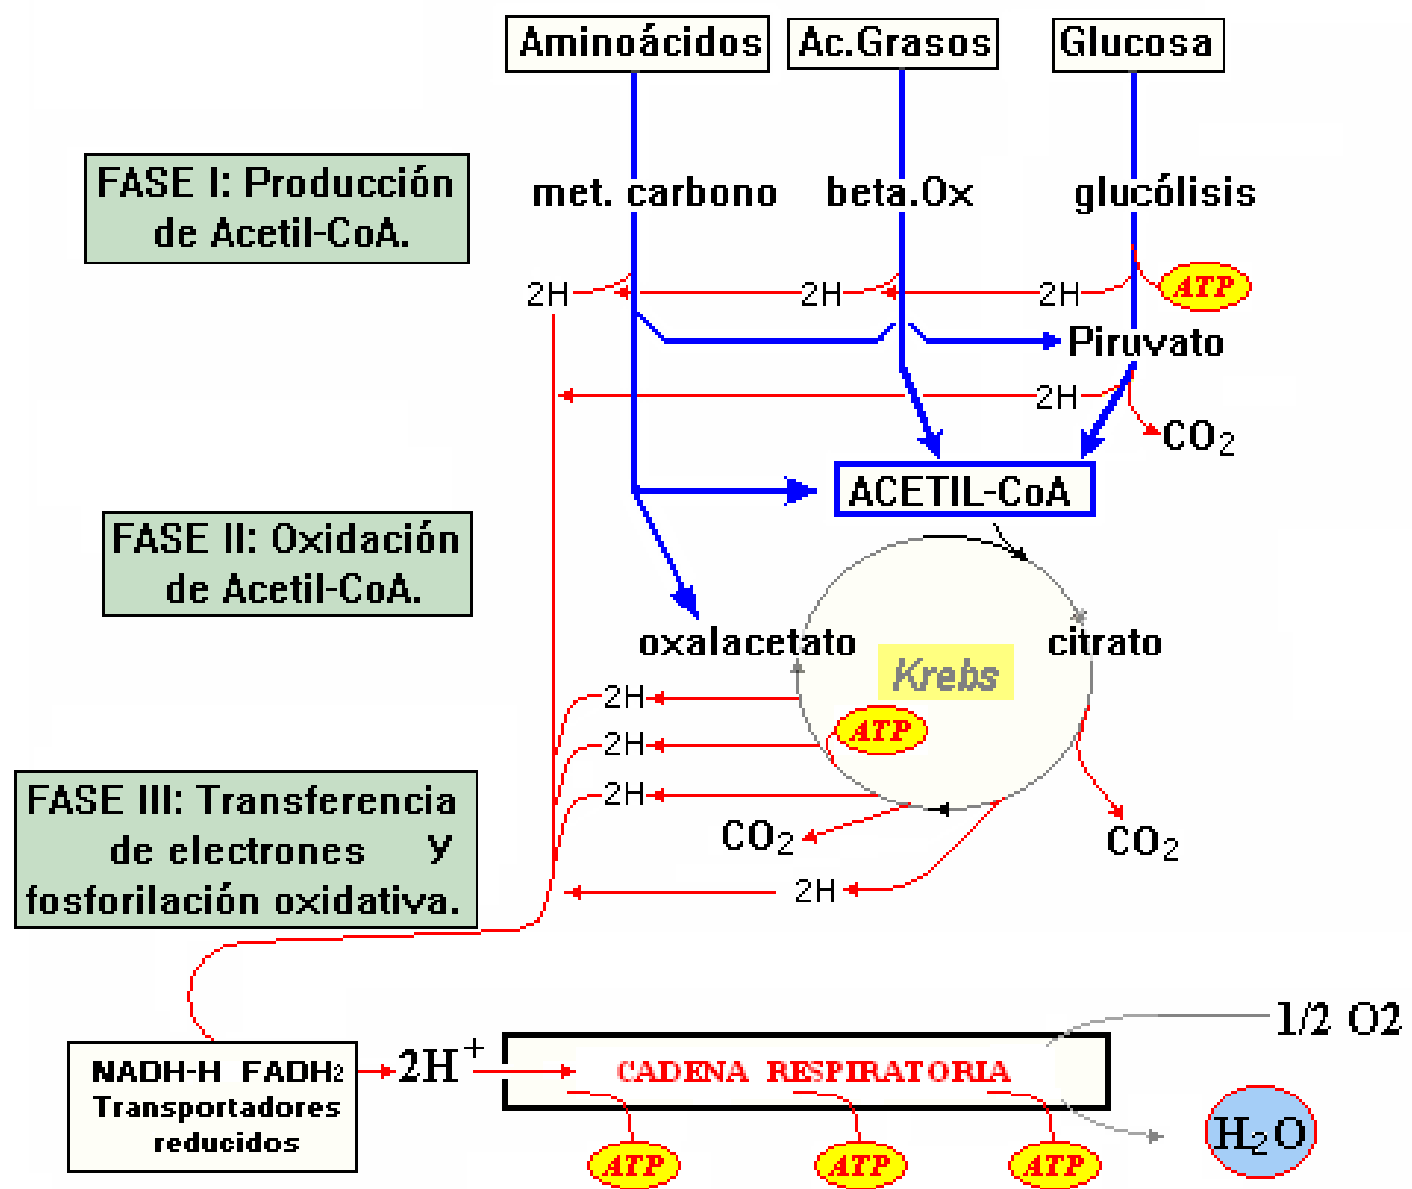 Aminoácidos
Ac.Grasos
Glucosa
FASE I: Producción
de Acetil-CoA.
met. carbono
beta.Ox
glucólisis
2H
2H
2H
ATP
Piruvato
2H
CO2
ACETIL-CoA
FASE II: Oxidación
de Acetil-CoA.
oxalacetato
citrato
Krebs
2H
ATP
2H
2H
FASE III: Transferencia
de electrones y
fosforilación oxidativa.
CO2
CO2
2H
1/2 O2
NADH-H FADH2
Transportadores
reducidos
2H+
CADENA RESPIRATORIA
H2O
ATP
ATP
ATP